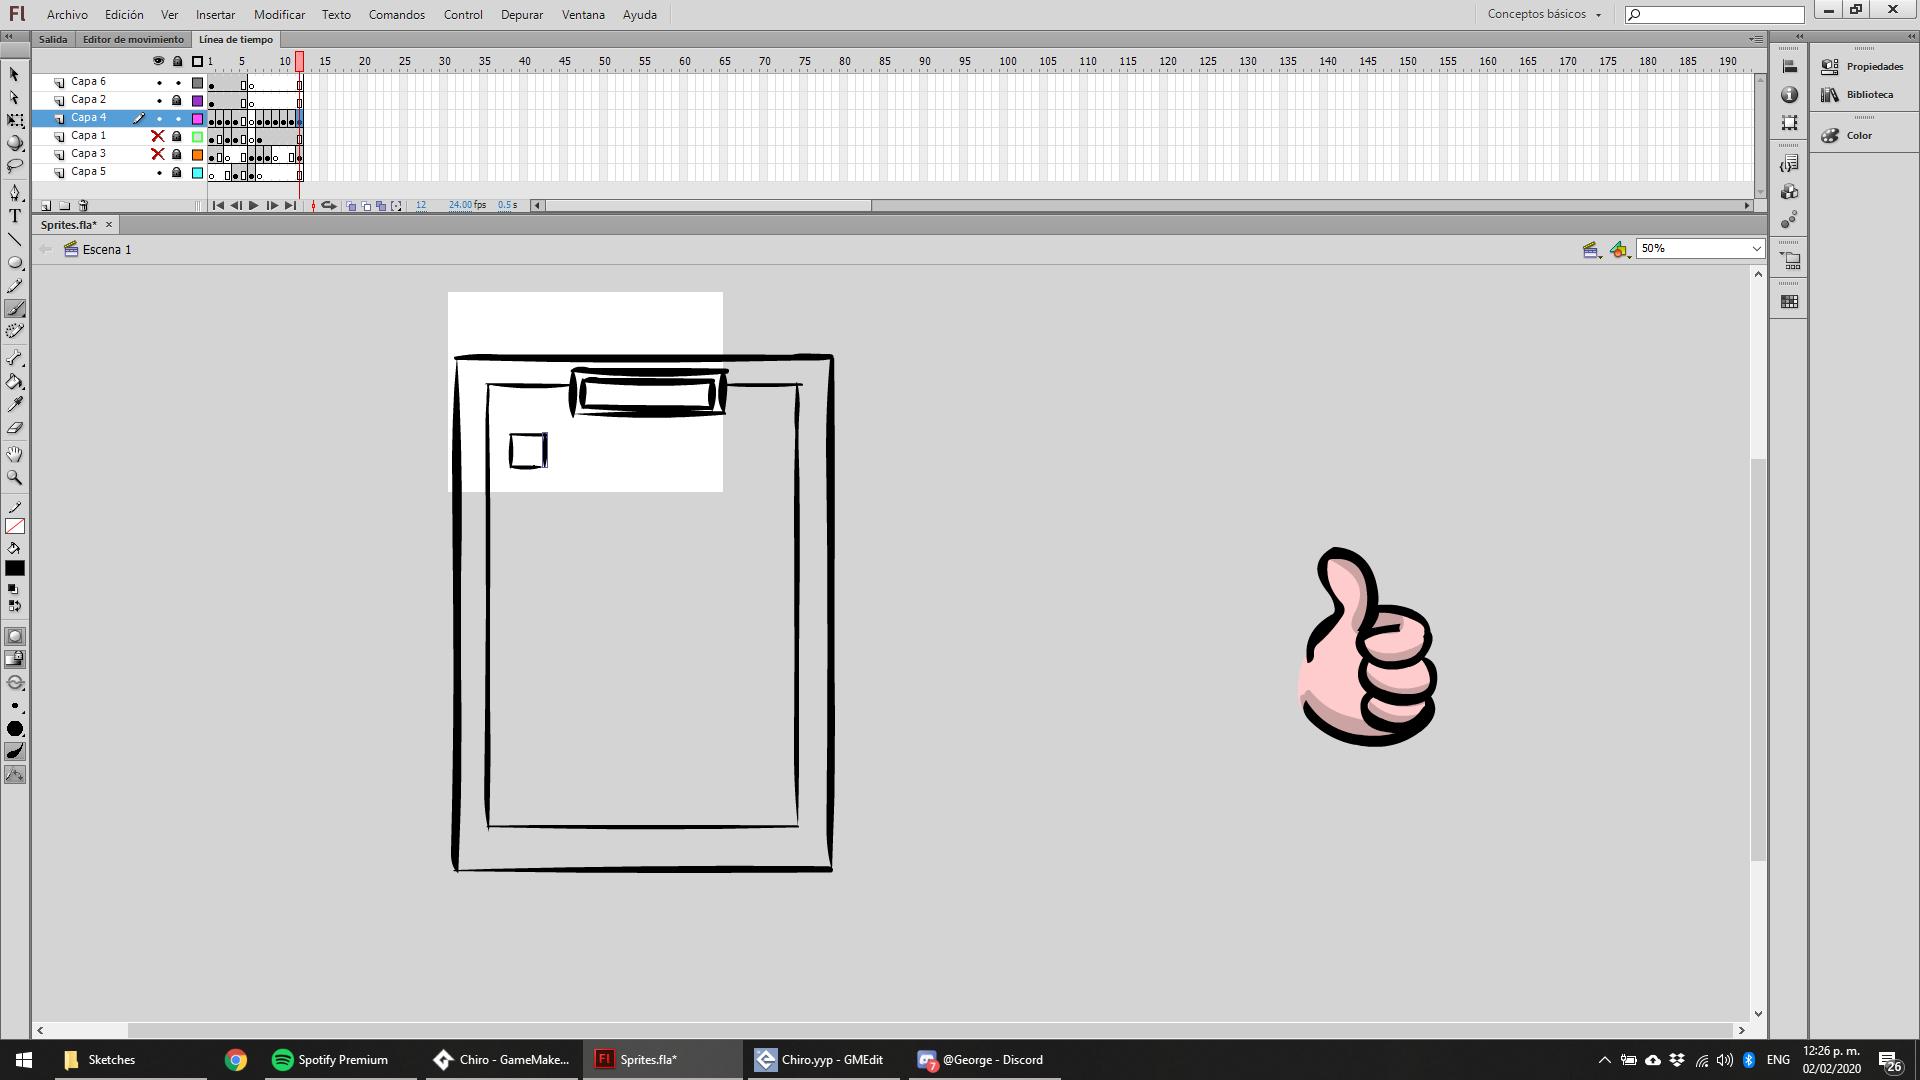 Fl Archivo Edición Ver Insertar Modificar Texto Comandos Control Depurar Ventana Ayuda Conceptos básicos
Salida Editor de movimiento Línea de tiempo
1 5 10 15 20 25 30 35 40 45 50 55 60 65 70 75 80 85 90 95 100 105 110 115 120 125 130 135 140 145 150 155 160 165 170 175 180 185 190
Capa 6
Capa 2
Capa 4
Capa 1
Capa 3
Capa 5
12 24.00 fps 0.5 s
Sprites.fla* ×
Escena 1 50%
Propiedades
Biblioteca
Color
T
Sketches Spotify Premium Chiro - GameMake... Fl Sprites.fla* Chiro.yyp - GMEdit 7 @George - Discord ENG 12:26 p. m.
02/02/2020 26